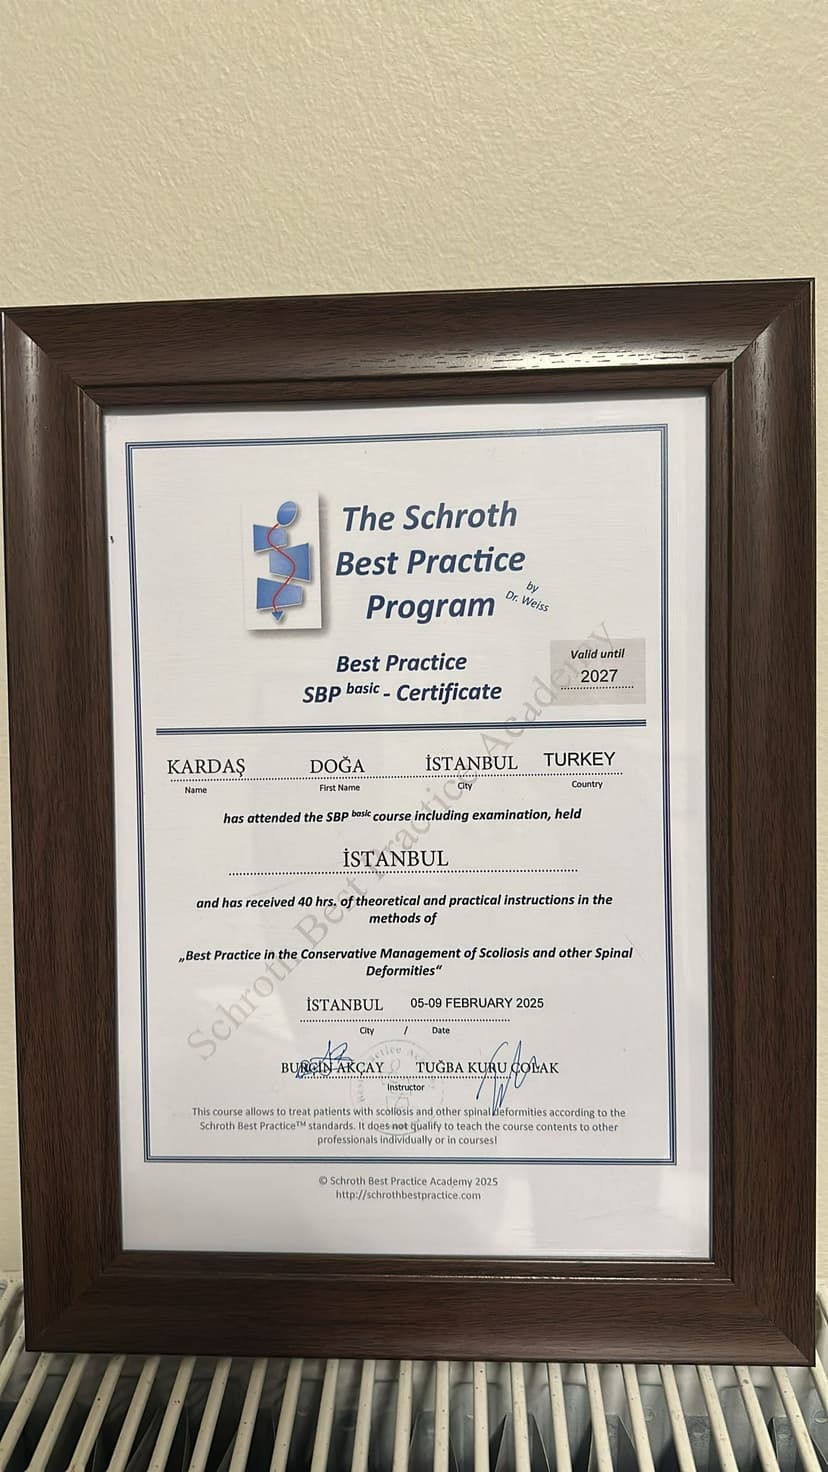 The Schroth
Best Practice
Program by Dr. Weiss
Best Practice
SBP basic - Certificate
Valid until
2027
KARDAŞ DOĞA İSTANBUL TURKEY
Name First Name City Country
has attended the SBP basic course including examination, held
İSTANBUL
and has received 40 hrs. of theoretical and practical instructions in the
methods of
„Best Practice in the Conservative Management of Scoliosis and other Spinal
Deformities“
İSTANBUL 05-09 FEBRUARY 2025
City / Date
BURÇİN AKÇAY TUĞBA KURU ÇOLAK
Instructor
This course allows to treat patients with scoliosis and other spinal deformities according to the
Schroth Best Practice™ standards. It does not qualify to teach the course contents to other
professionals individually or in courses!
© Schroth Best Practice Academy 2025
http://schrothbestpractice.com
Schroth Best Practice Academy